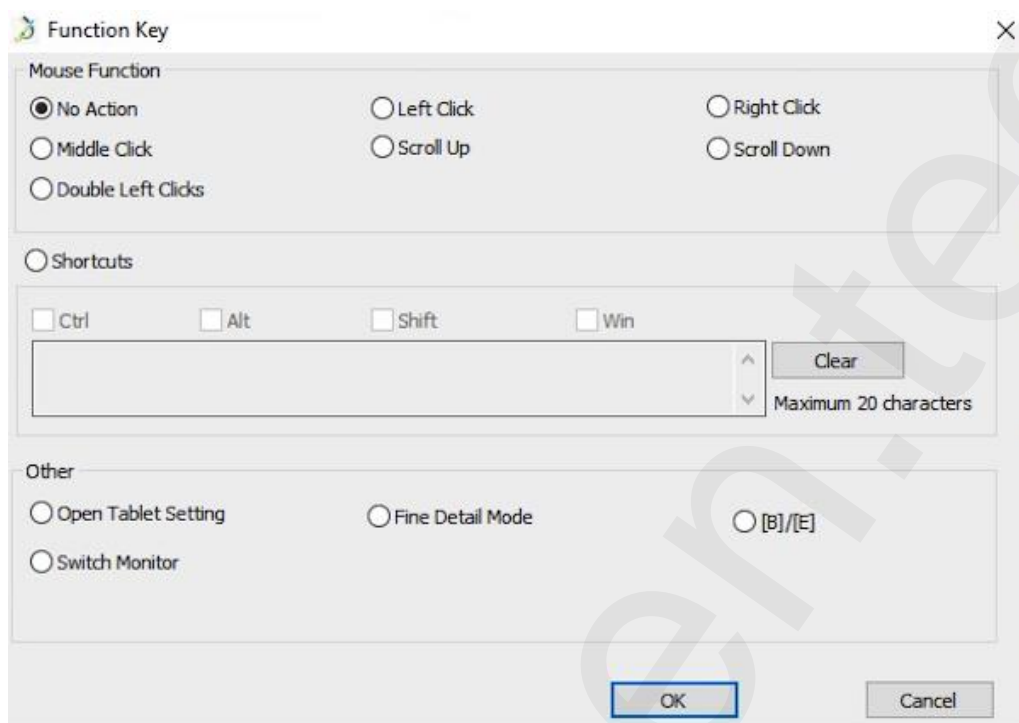 Function Key
Mouse Function
No Action Left Click Right Click
Middle Click Scroll Up Scroll Down
Double Left Clicks
Shortcuts
Ctrl Alt Shift Win
Clear
Maximum 20 characters
Other
Open Tablet Setting Fine Detail Mode [B]/[E]
Switch Monitor
OK Cancel
en.tec